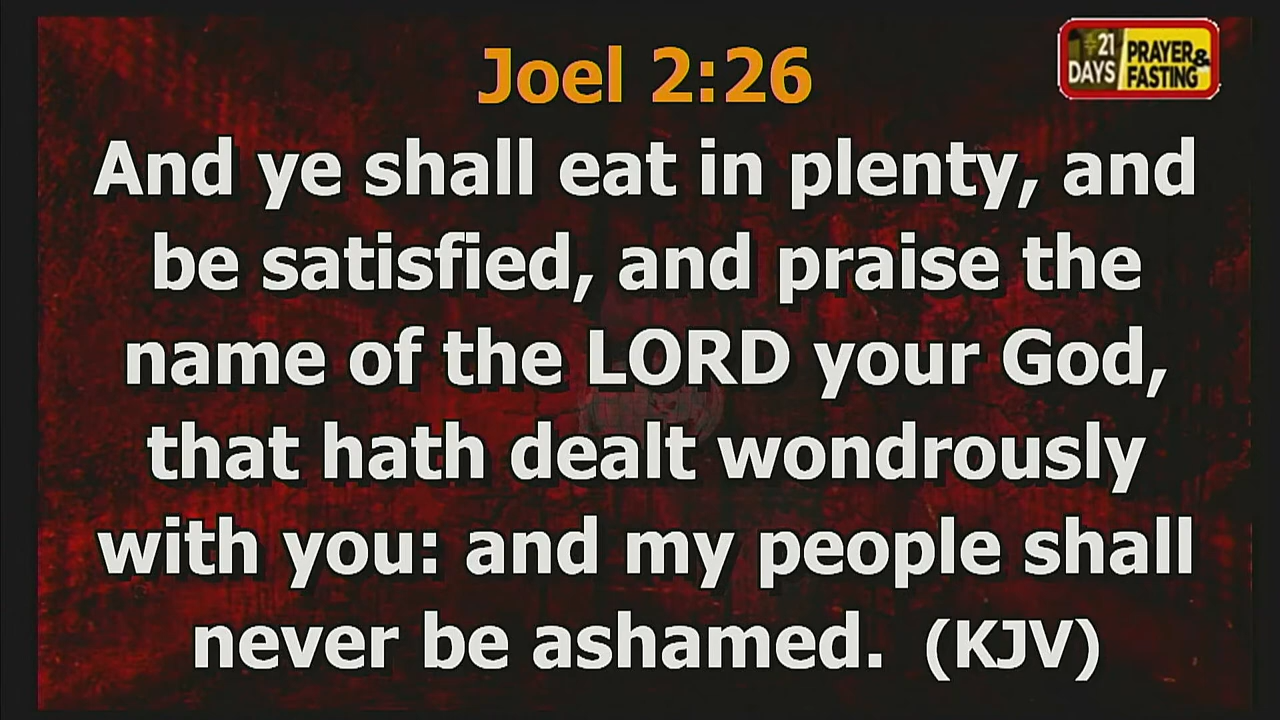 Joel 2:26
21
DAYS
PRAYER&
FASTING
And ye shall eat in plenty, and
be satisfied, and praise the
name of the LORD your God,
that hath dealt wondrously
with you: and my people shall
never be ashamed. (KJV)